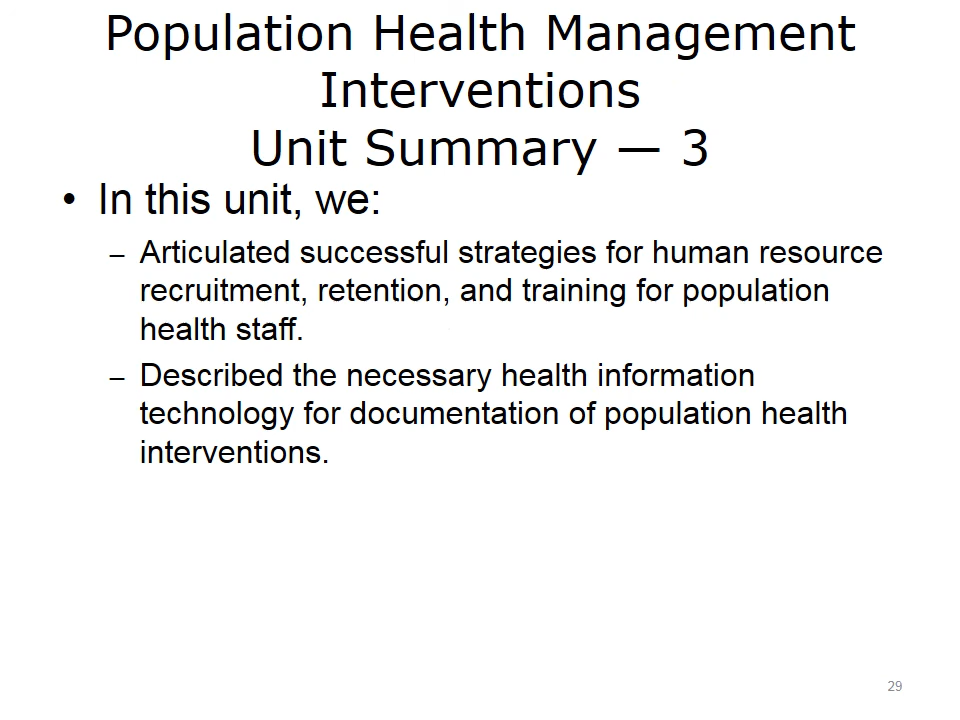 Population Health Management
Interventions
Unit Summary — 3
• In this unit, we:
– Articulated successful strategies for human resource
recruitment, retention, and training for population
health staff.
– Described the necessary health information
technology for documentation of population health
interventions.
29